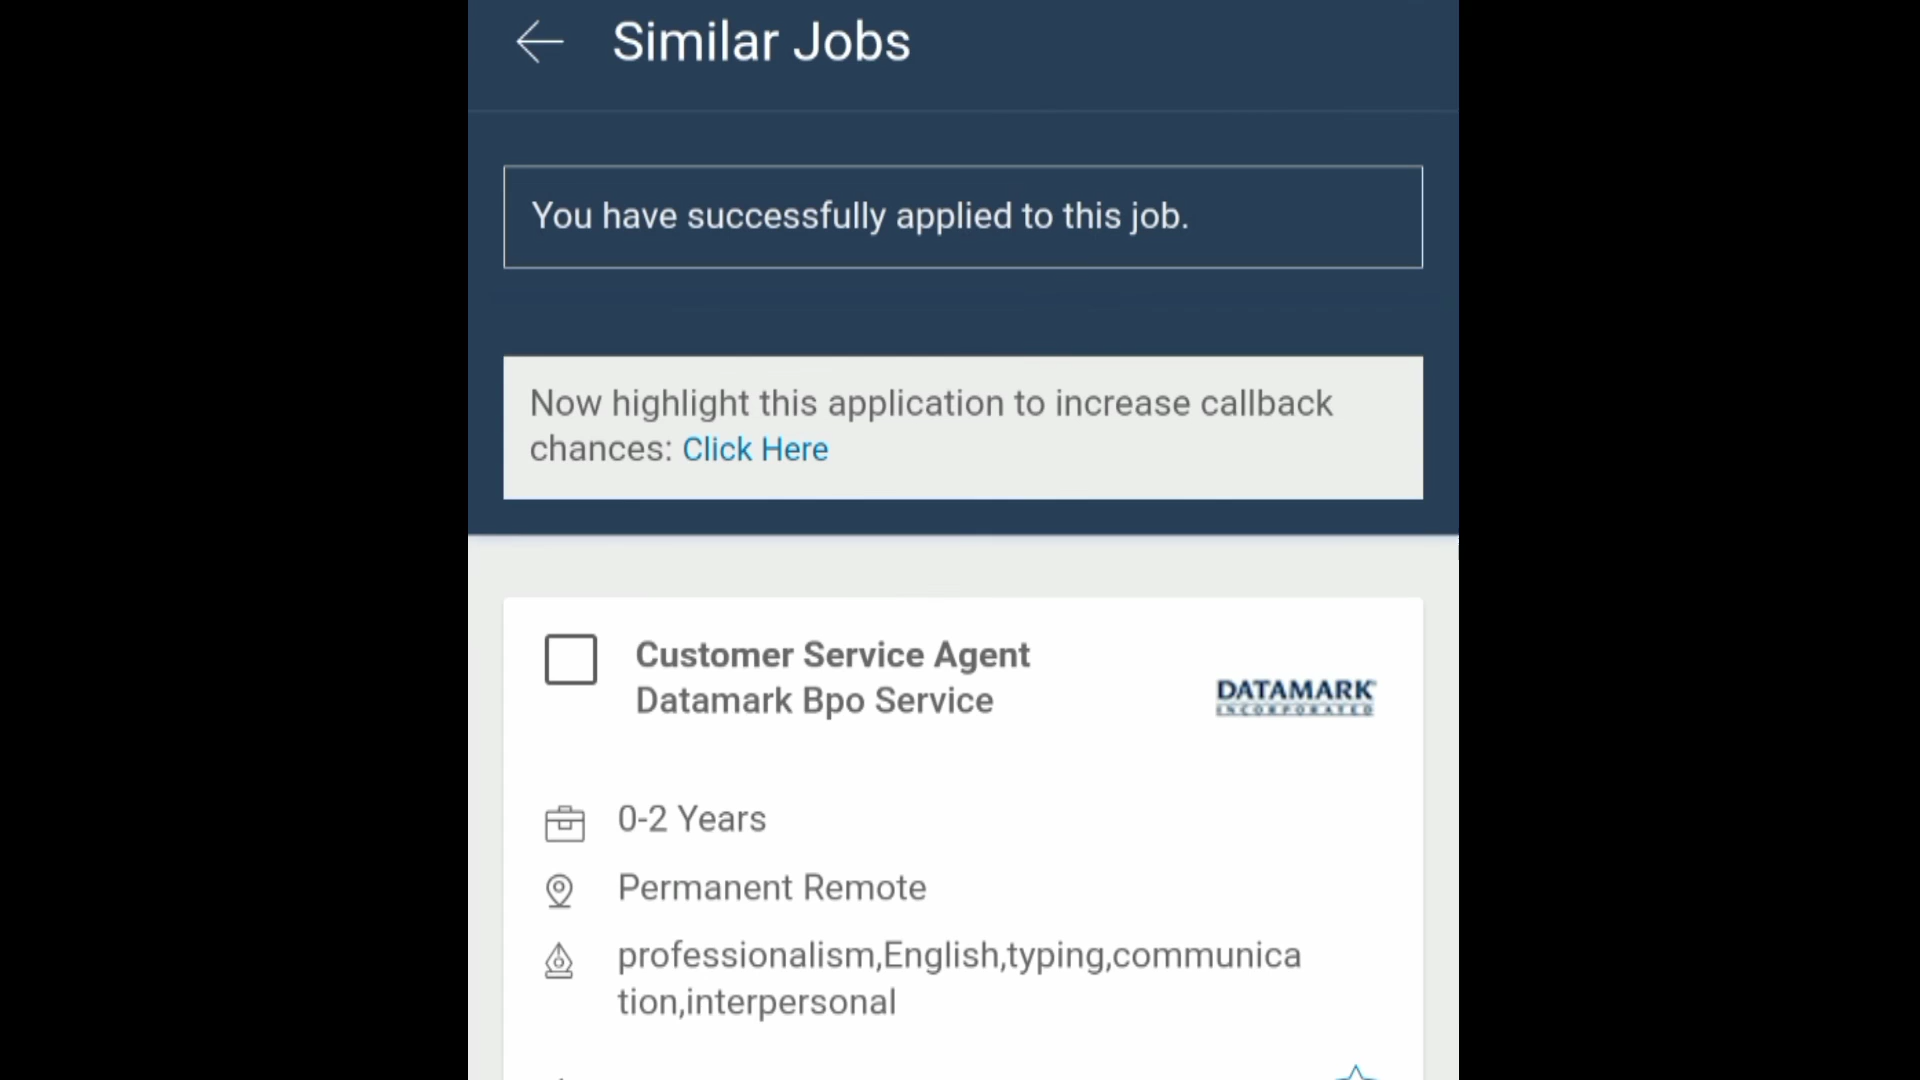 Similar Jobs
You have successfully applied to this job.
Now highlight this application to increase callback
chances: Click Here
Customer Service Agent
Datamark Bpo Service
DATAMARK
INCORPORATED
0-2 Years
Permanent Remote
professionalism,English,typing,communica
tion,interpersonal